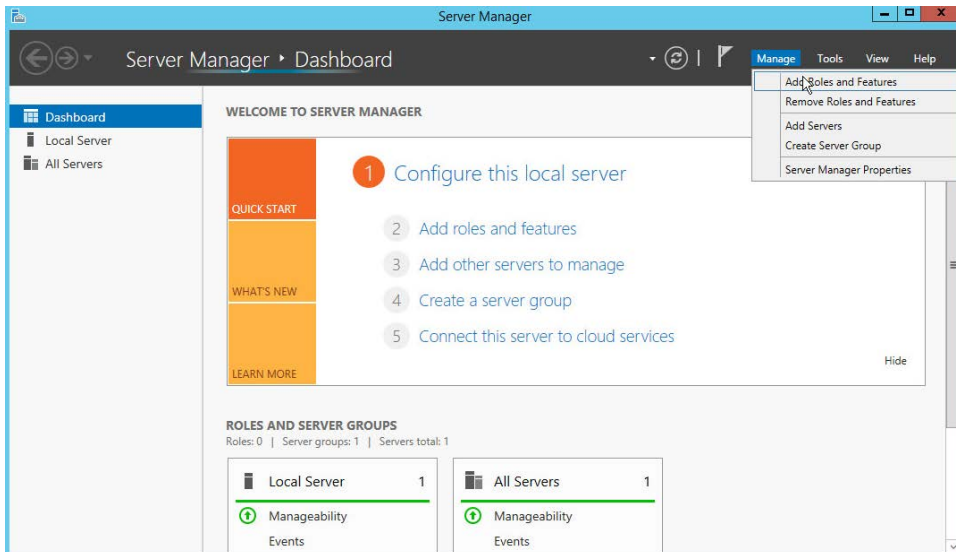 Server Manager
Server Manager • Dashboard
Manage Tools View Help
Add Roles and Features
Remove Roles and Features
Add Servers
Create Server Group
Server Manager Properties
Dashboard
Local Server
All Servers
WELCOME TO SERVER MANAGER
QUICK START
WHAT'S NEW
LEARN MORE
1 Configure this local server
2 Add roles and features
3 Add other servers to manage
4 Create a server group
5 Connect this server to cloud services
Hide
ROLES AND SERVER GROUPS
Roles: 0 | Server groups: 1 | Servers total: 1
Local Server 1
Manageability
Events
All Servers 1
Manageability
Events